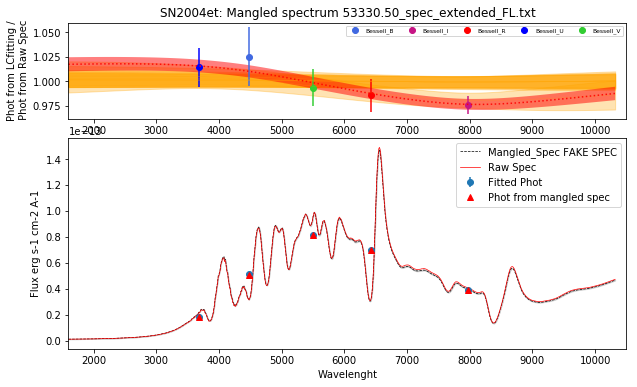 SN2004et: Mangled spectrum 53330.50_spec_extended_FL.txt
Phot from LCfitting /
Phot from Raw Spec
1.050
1.025
1.000
0.975
Bessell_B
Bessell_I
Bessell_R
Bessell_U
Bessell_V
2000 3000 4000 5000 6000 7000 8000 9000 10000
1e−13
Flux erg s-1 cm-2 A-1
1.4
1.2
1.0
0.8
0.6
0.4
0.2
0.0
Mangled_Spec FAKE SPEC
Raw Spec
Fitted Phot
Phot from mangled spec
2000 3000 4000 5000 6000 7000 8000 9000 10000
Wavelenght